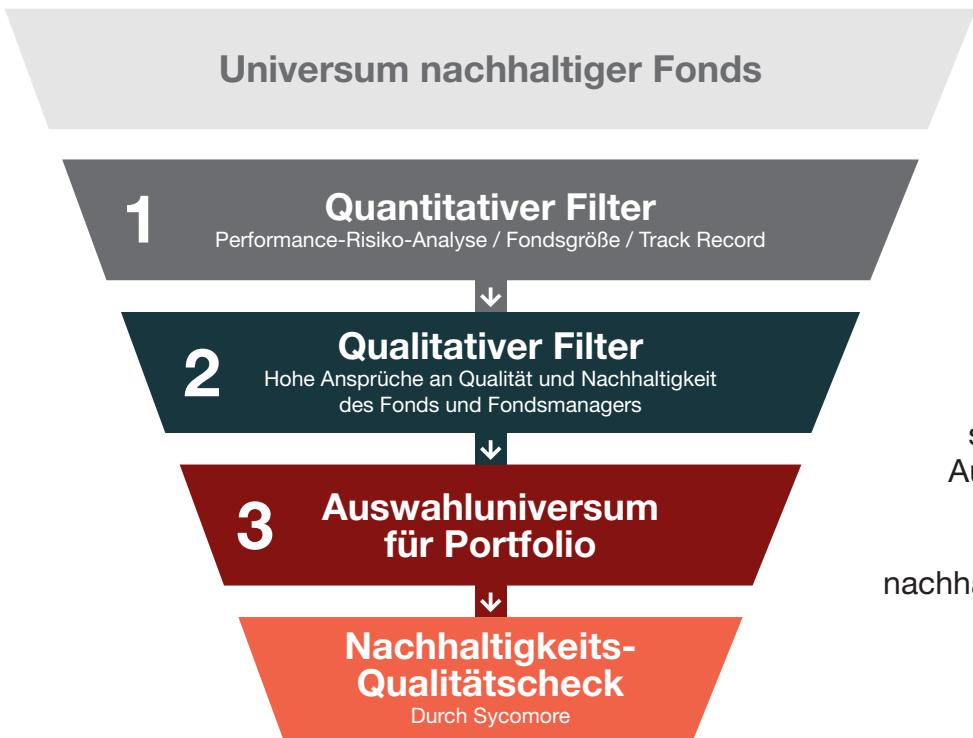 Universum nachhaltiger Fonds
1
Quantitativer Filter
Performance-Risiko-Analyse / Fondsgröße / Track Record
2
Qualitativer Filter
Hohe Ansprüche an Qualität und Nachhaltigkeit
des Fonds und Fondsmanagers
3
Auswahluniversum
für Portfolio
Nachhaltigkeits-
Qualitätscheck
Durch Sycomore